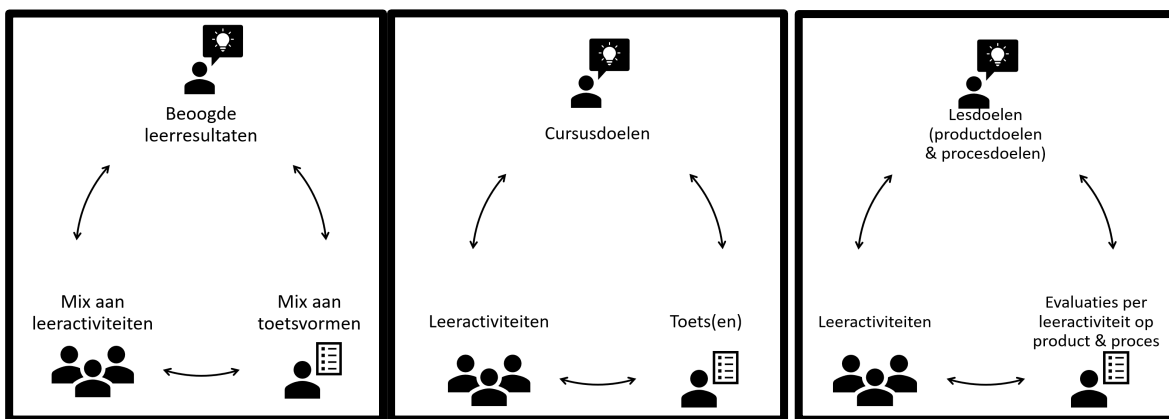 Beoogde
leerresultaten
Mix aan
leeractiviteiten
Mix aan
toetsvormen
Cursusdoelen
Leeractiviteiten
Toets(en)
Lesdoelen
(productdoelen
& procesdoelen)
Leeractiviteiten
Evaluaties per
leeractiviteit op
product & proces